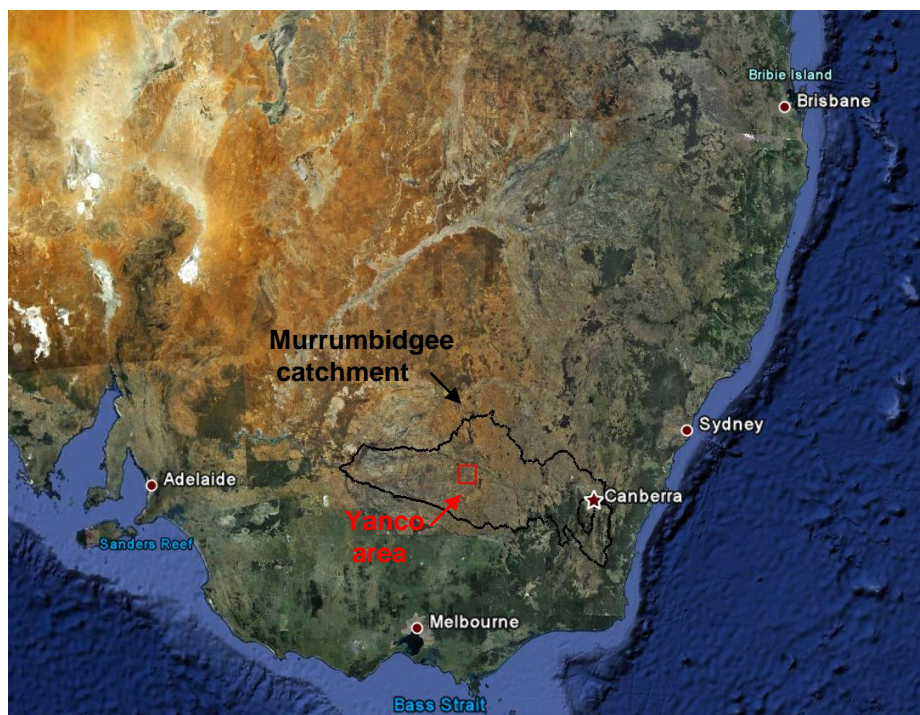 Bribie Island
Brisbane
Murrumbidgee
catchment
Sydney
Adelaide
Canberra
Yanco
area
Sanders Reef
Melbourne
Bass Strait